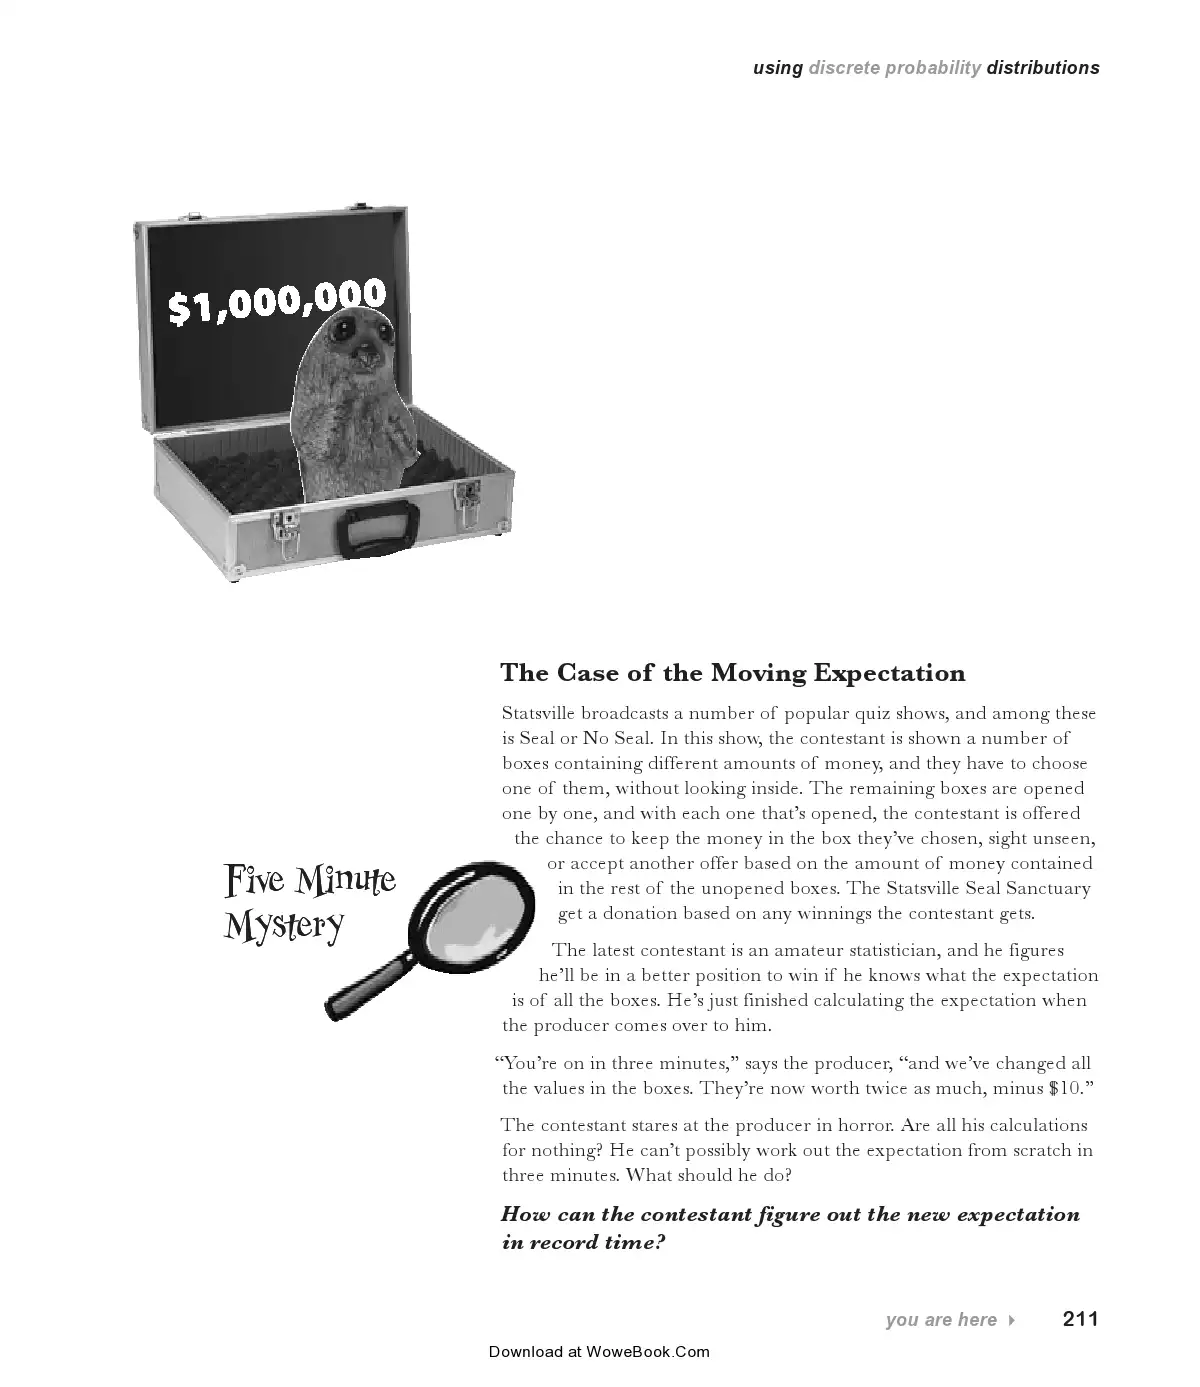 using discrete probability distributions
$1,000,000
The Case of the Moving Expectation
Statsville broadcasts a number of popular quiz shows, and among these
is Seal or No Seal. In this show, the contestant is shown a number of
boxes containing different amounts of money, and they have to choose
one of them, without looking inside. The remaining boxes are opened
one by one, and with each one that’s opened, the contestant is offered
the chance to keep the money in the box they’ve chosen, sight unseen,
or accept another offer based on the amount of money contained
in the rest of the unopened boxes. The Statsville Seal Sanctuary
get a donation based on any winnings the contestant gets.
Five Minute
Mystery
The latest contestant is an amateur statistician, and he figures
he’ll be in a better position to win if he knows what the expectation
is of all the boxes. He’s just finished calculating the expectation when
the producer comes over to him.
“You’re on in three minutes,” says the producer, “and we’ve changed all
the values in the boxes. They’re now worth twice as much, minus $10.”
The contestant stares at the producer in horror. Are all his calculations
for nothing? He can’t possibly work out the expectation from scratch in
three minutes. What should he do?
How can the contestant figure out the new expectation
in record time?
you are here 211
Download at WoweBook.Com